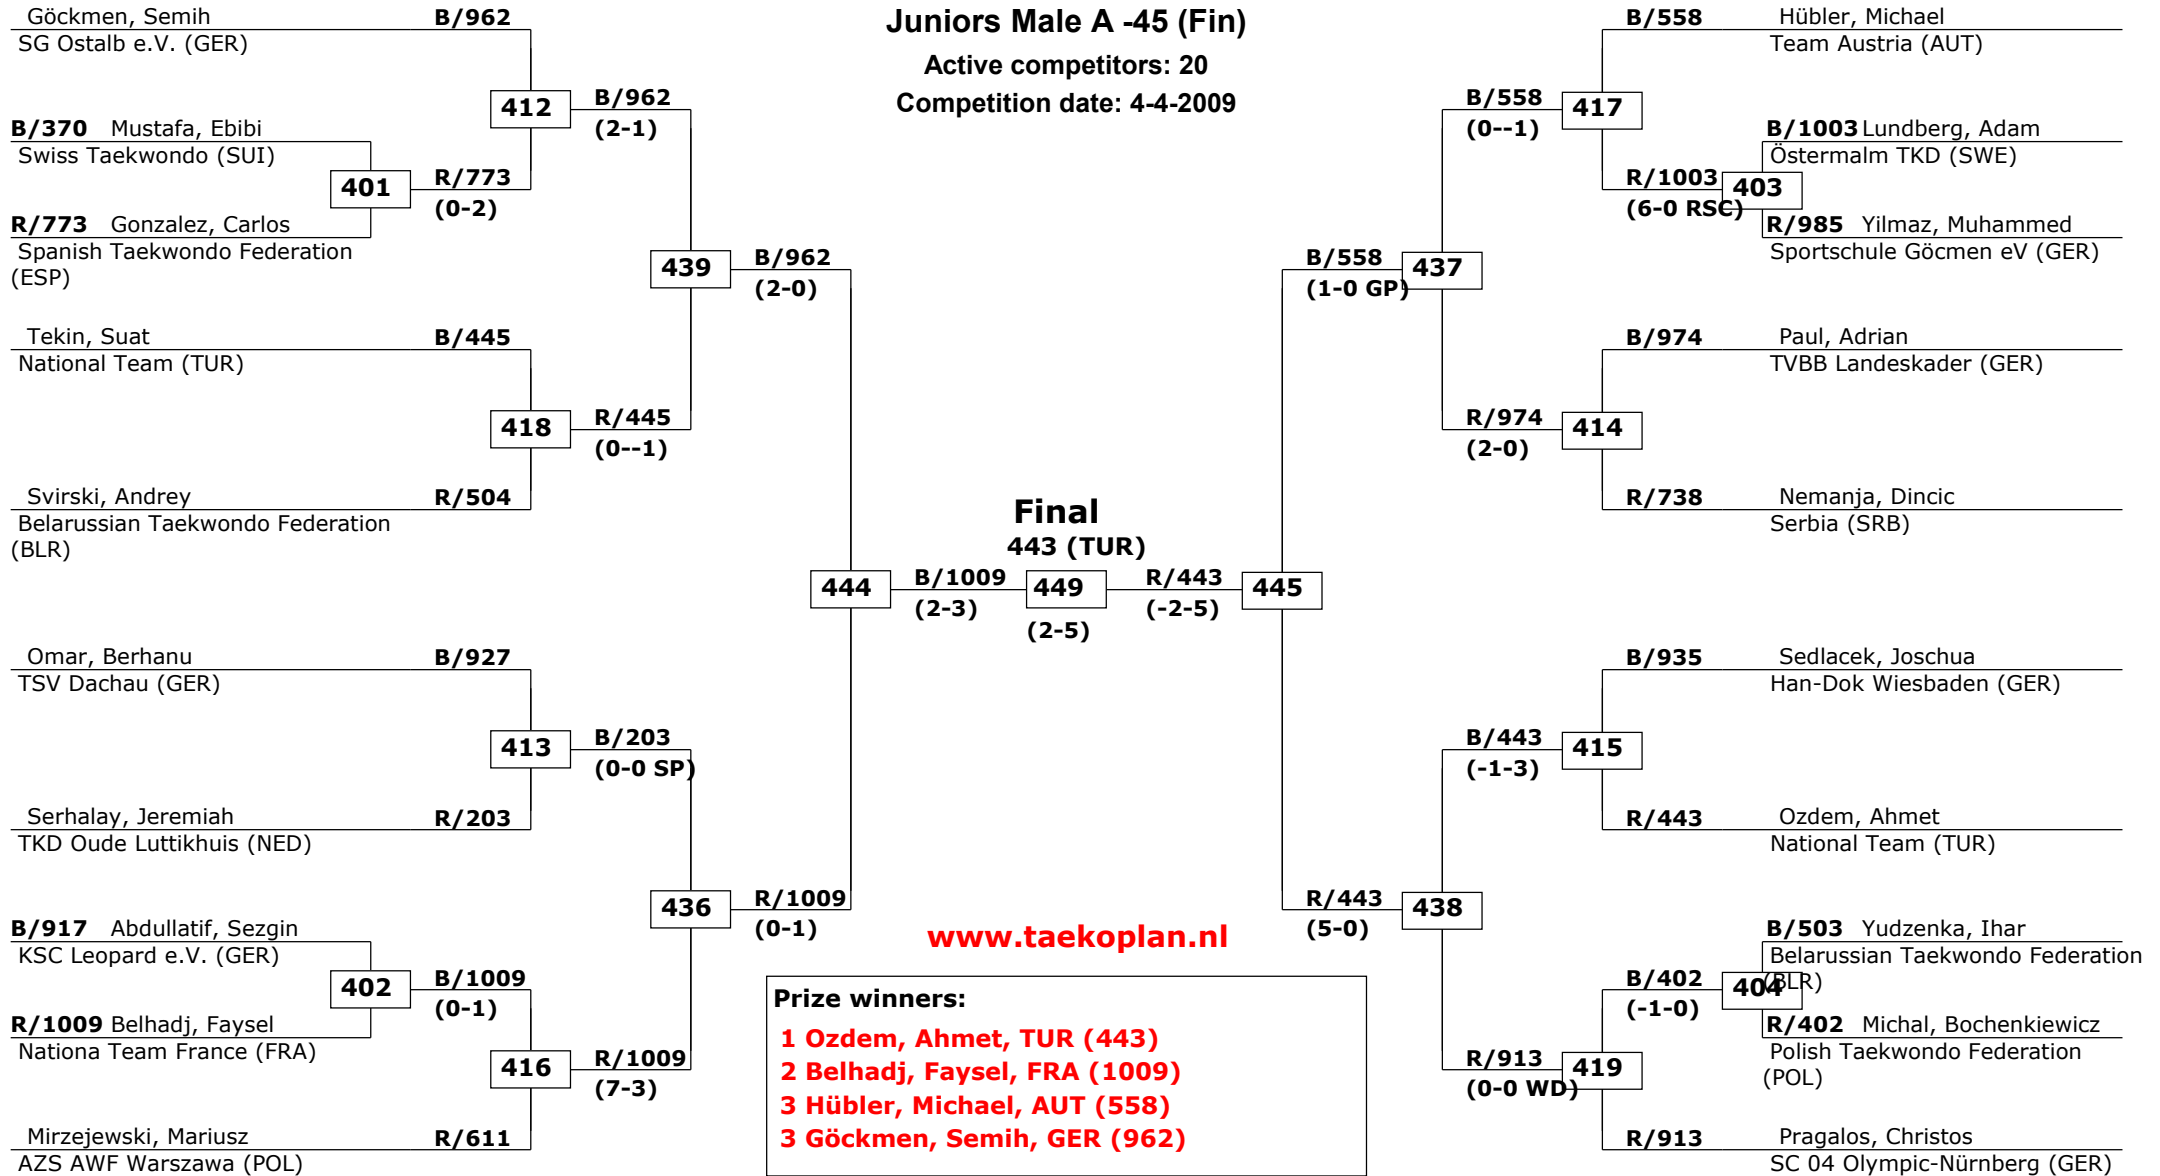 Juniors Male A -45 (Fin)
Active competitors: 20
Competition date: 4-4-2009
Göckmen, Semih B/962
SG Ostalb e.V. (GER)
412
B/962
(2-1)
B/370 Mustafa, Ebibi
Swiss Taekwondo (SUI)
401
R/773
(0-2)
R/773 Gonzalez, Carlos
Spanish Taekwondo Federation
(ESP)
439
B/962
(2-0)
Tekin, Suat B/445
National Team (TUR)
418
R/445
(0--1)
Svirski, Andrey R/504
Belarussian Taekwondo Federation
(BLR)
444
B/1009
(2-3)
Omar, Berhanu B/927
TSV Dachau (GER)
413
B/203
(0-0 SP)
Serhalay, Jeremiah R/203
TKD Oude Luttikhuis (NED)
436
R/1009
(0-1)
B/917 Abdullatif, Sezgin
KSC Leopard e.V. (GER)
402
B/1009
(0-1)
R/1009 Belhadj, Faysel
Nationa Team France (FRA)
416
R/1009
(7-3)
Mirzejewski, Mariusz R/611
AZS AWF Warszawa (POL)
Final
443 (TUR)
449
(2-5)
R/443
(-2-5)
445
B/558 Hübler, Michael
Team Austria (AUT)
B/558
(0--1)
417
B/1003 Lundberg, Adam
Östermalm TKD (SWE)
R/1003
(6-0 RSC)
403
R/985 Yilmaz, Muhammed
Sportschule Göcmen eV (GER)
B/558
(1-0 GP)
437
B/974 Paul, Adrian
TVBB Landeskader (GER)
R/974
(2-0)
414
R/738 Nemanja, Dincic
Serbia (SRB)
B/935 Sedlacek, Joschua
Han-Dok Wiesbaden (GER)
B/443
(-1-3)
415
R/443 Ozdem, Ahmet
National Team (TUR)
R/443
(5-0)
438
B/503 Yudzenka, Ihar
Belarussian Taekwondo Federation
(BLR)
B/402
(-1-0)
404
R/402 Michal, Bochenkiewicz
Polish Taekwondo Federation
(POL)
R/913
(0-0 WD)
419
R/913 Pragalos, Christos
SC 04 Olympic-Nürnberg (GER)
www.taekoplan.nl
Prize winners:
1 Ozdem, Ahmet, TUR (443)
2 Belhadj, Faysel, FRA (1009)
3 Hübler, Michael, AUT (558)
3 Göckmen, Semih, GER (962)